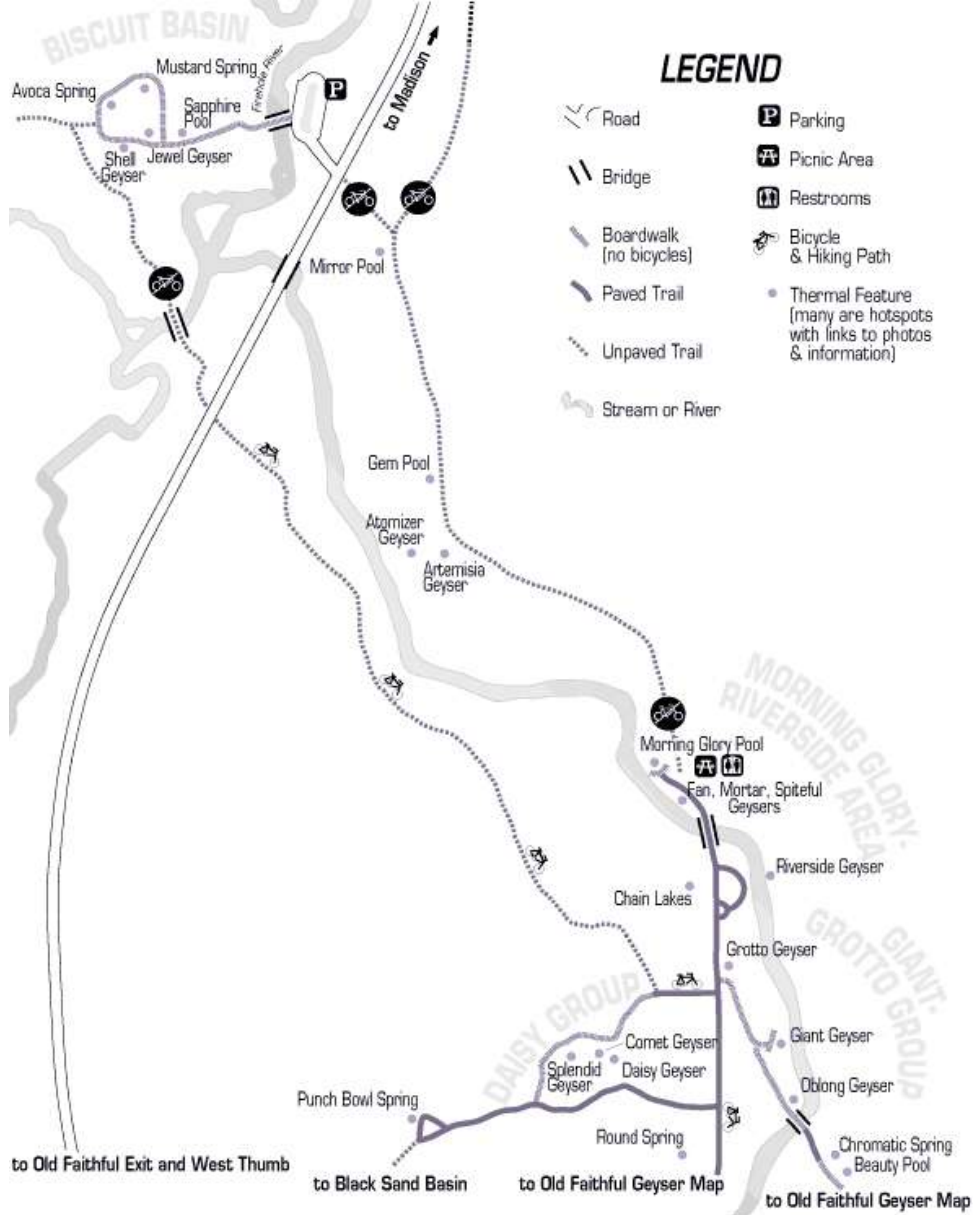 BISCUIT BASIN
Mustard Spring
Avoca Spring
Firehole River
Sapphire
Pool
Shell
Geyser
Jewel Geyser
P
to Madison
Mirror Pool
LEGEND
Road
Bridge
Boardwalk
(no bicycles)
Paved Trail
Unpaved Trail
Stream or River
P
Parking
Picnic Area
Restrooms
Bicycle
& Hiking Path
Thermal Feature
(many are hotspots
with links to photos
& information)
Gem Pool
Atomizer
Geyser
Artemisia
Geyser
MORNING GLORY-
RIVERSIDE AREA
Morning Glory Pool
Fan, Mortar, Spiteful
Geysers
Riverside Geyser
Chain Lakes
GIANT-
GROTTO GROUP
Grotto Geyser
DAISY GROUP
Giant Geyser
Comet Geyser
Splendid
Geyser
Daisy Geyser
Oblong Geyser
Punch Bowl Spring
Round Spring
Chromatic Spring
Beauty Pool
to Old Faithful Exit and West Thumb
to Black Sand Basin
to Old Faithful Geyser Map
to Old Faithful Geyser Map